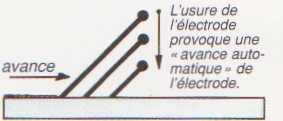 L'usure de
l'électrode
provoque une
« avance auto-
matique » de
l'électrode.
avance